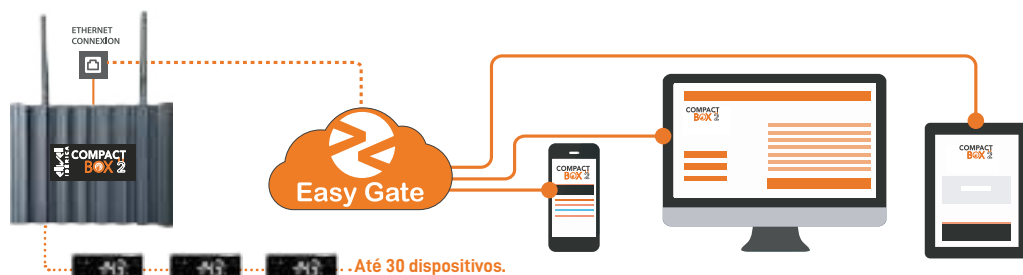 ETHERNET
CONNEXION
IBERICA
COMPACT
BOX 2
Easy Gate
COMPACT
BOX 2
COMPACT
BOX 2
COMPACT
BOX 2
Até 30 dispositivos.